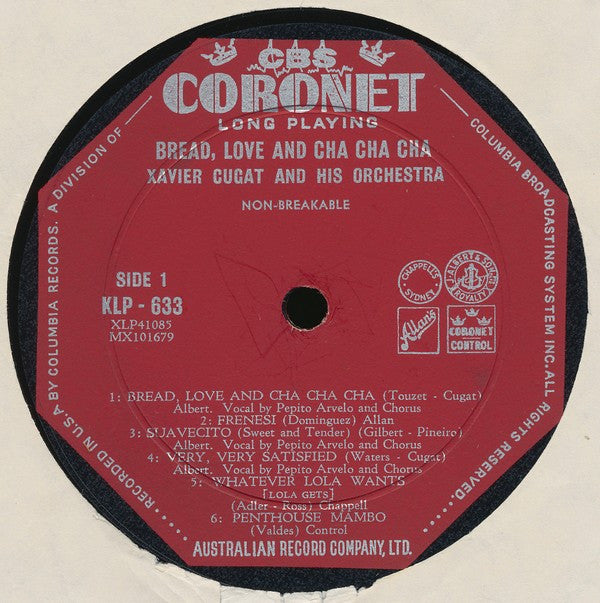 CBS
CORONET
LONG PLAYING
BREAD, LOVE AND CHA CHA CHA
XAVIER CUGAT AND HIS ORCHESTRA
NON-BREAKABLE
SIDE 1
KLP - 633
XLP41085
MX101679
CHAPPELLS
SYDNEY
J. ALBERT & SON
ROYALTY
Allans
CORONET
CONTROL
1: BREAD, LOVE AND CHA CHA CHA (Touzet - Cugat)
Albert. Vocal by Pepito Arvelo and Chorus
2: FRENESI (Dominguez) Allan
3: SUAVECITO (Sweet and Tender) (Gilbert - Pineiro)
Albert. Vocal by Pepito Arvelo and Chorus
4: VERY, VERY SATISFIED (Waters - Cugat)
Albert. Vocal by Pepito Arvelo and Chorus
5: WHATEVER LOLA WANTS
[LOLA GETS]
(Adler - Ross) Chappell
6: PENTHOUSE MAMBO
(Valdes) Control
AUSTRALIAN RECORD COMPANY, LTD.
..... RECORDED IN U.S.A BY COLUMBIA RECORDS. A DIVISION OF —
COLUMBIA BROADCASTING SYSTEM INC. ALL RIGHTS RESERVED.....